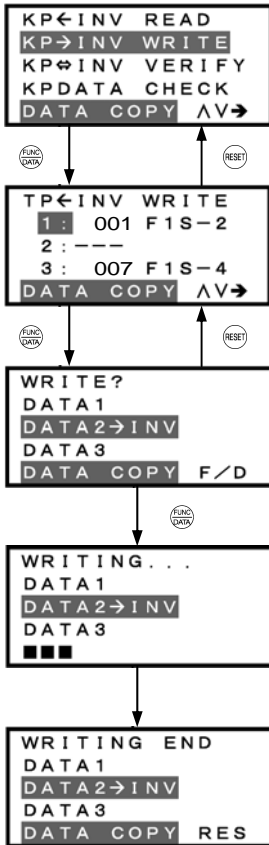 KP←INV READ
KP→INV WRITE
KP⇔INV VERIFY
KPDATA CHECK
DATA COPY ∧∨→
FUNC DATA
RESET
TP←INV WRITE
1: 001 F1S−2
2:−−−
3: 007 F1S−4
DATA COPY ∧∨→
FUNC DATA
RESET
WRITE?
DATA1
DATA2→INV
DATA3
DATA COPY F/D
FUNC DATA
WRITING...
DATA1
DATA2→INV
DATA3
■■■
WRITING END
DATA1
DATA2→INV
DATA3
DATA COPY RES